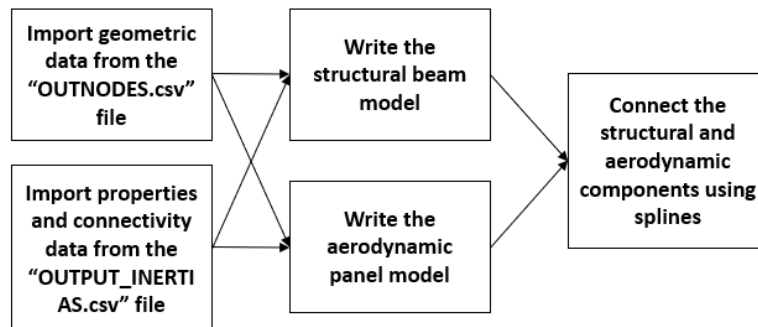 Import geometric
data from the
“OUTNODES.csv”
file
Import properties
and connectivity
data from the
“OUTPUT_INERTI
AS.csv” file
Write the
structural beam
model
Write the
aerodynamic
panel model
Connect the
structural and
aerodynamic
components using
splines